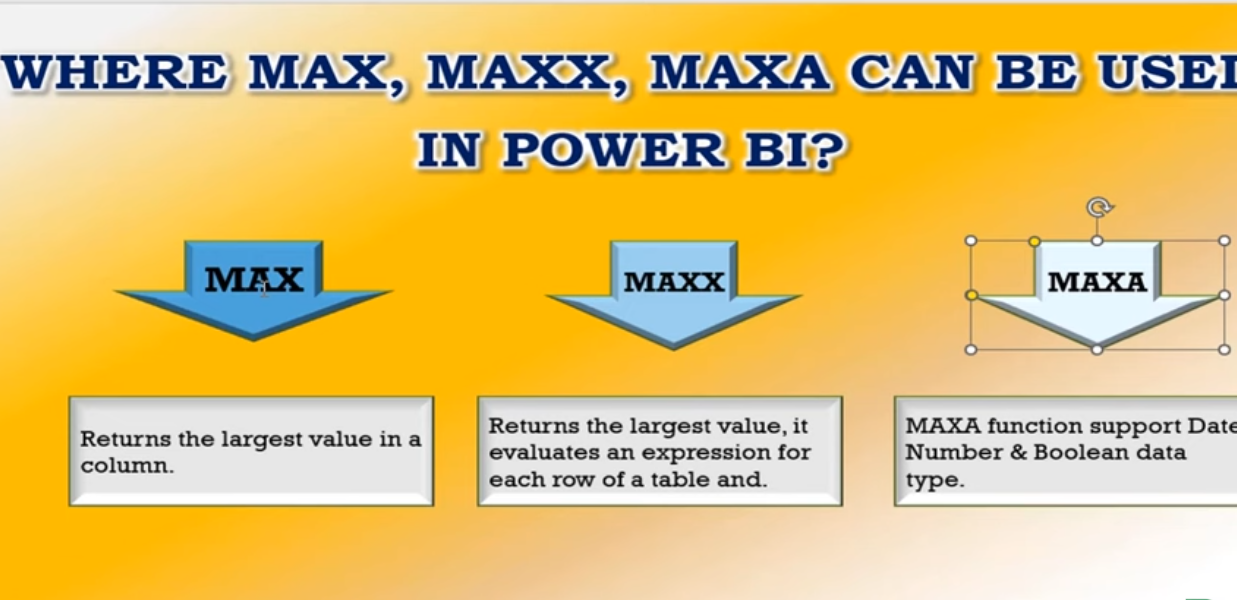 WHERE MAX, MAXX, MAXA CAN BE USE
IN POWER BI?
MAX
MAXX
MAXA
Returns the largest value in a
column.
Returns the largest value, it
evaluates an expression for
each row of a table and.
MAXA function support Date
Number & Boolean data
type.